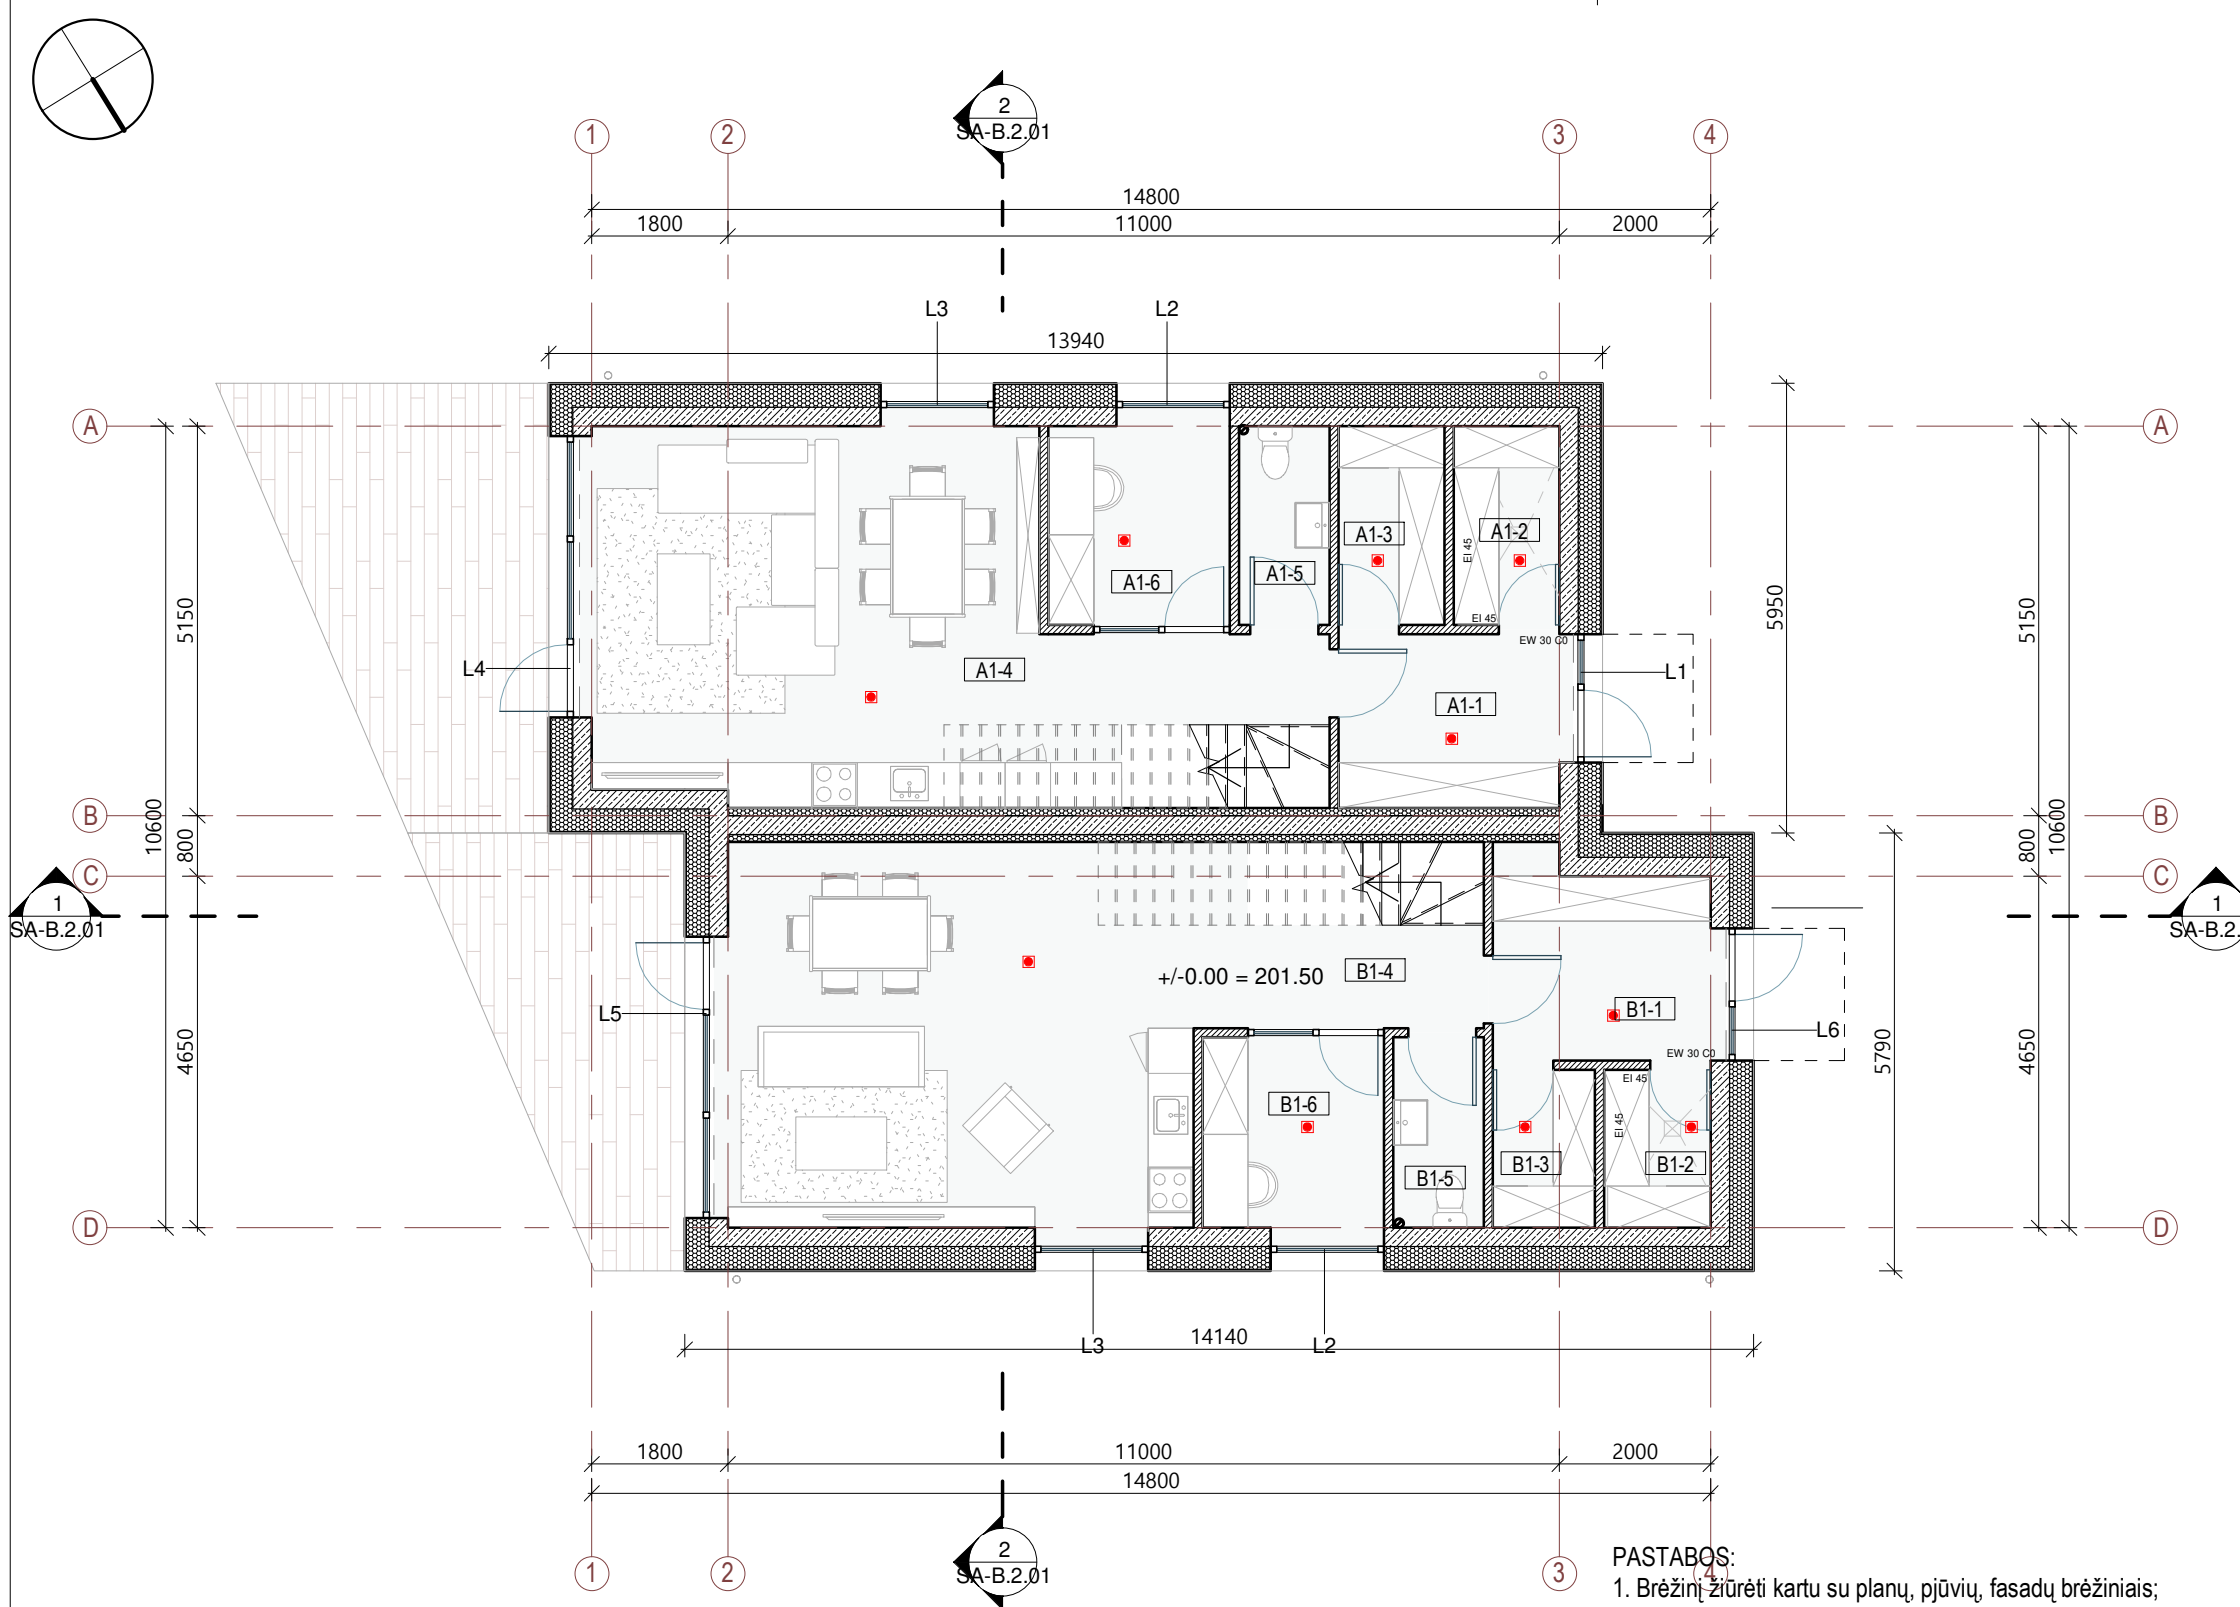 2
SA-B.2.01
1
2
3
4
14800
1800
11000
2000
L3
L2
13940
A
A
A1-3
A1-2
EI 45
A1-6
A1-5
5150
5950
5150
EI 45
EW 30 C0
L4
A1-4
L1
A1-1
B
B
10600
800
10600
800
C
C
1
SA-B.2.01
1
SA-B.2.
+/-0.00 = 201.50
B1-4
L5
B1-1
L6
4650
5790
4650
EW 30 C0
EI 45
B1-6
EI 45
B1-5
B1-3
B1-2
D
D
L3
14140
L2
1800
11000
2000
14800
2
SA-B.2.01
1
2
3
4
PASTABOS:
1. Brėžinį žiūrėti kartu su planų, pjūvių, fasadų brėžiniais;